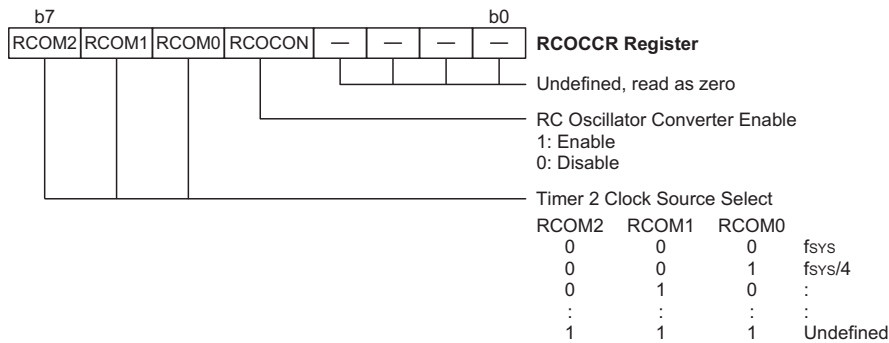 b7 b0
RCOM2 RCOM1 RCOM0 RCOCON — — — — RCOCCR Register
Undefined, read as zero
RC Oscillator Converter Enable
1: Enable
0: Disable
Timer 2 Clock Source Select
RCOM2 RCOM1 RCOM0
0 0 0 fSYS
0 0 1 fSYS/4
0 1 0 :
: : : :
1 1 1 Undefined